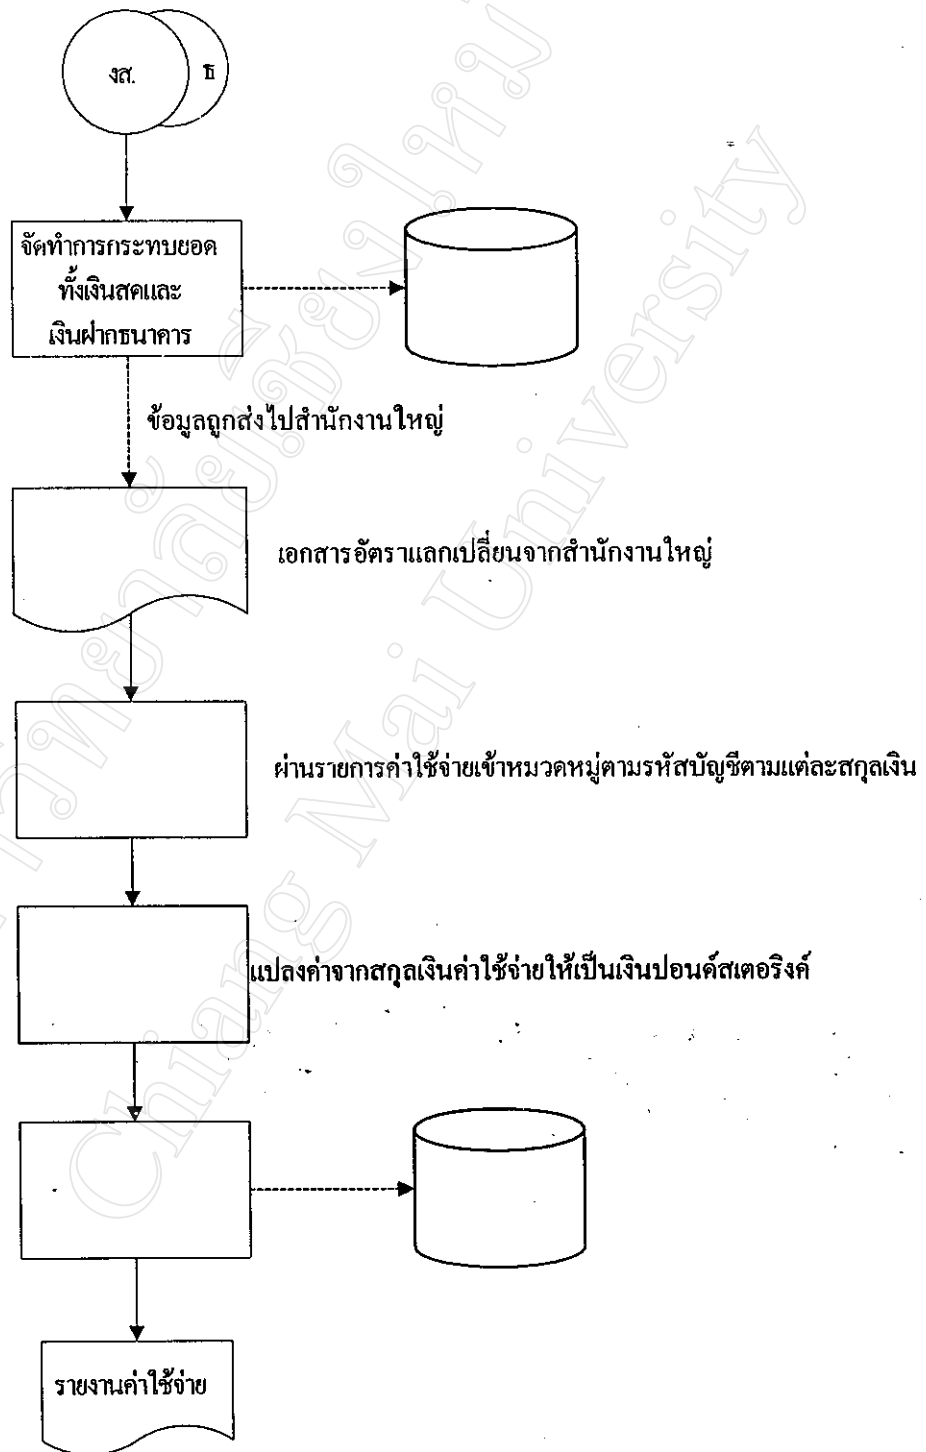 งส. ธ
จัดทำการกระทบยอด
ทั้งเงินสดและ
เงินฝากธนาคาร
ข้อมูลถูกส่งไปสำนักงานใหญ่
เอกสารอัตราแลกเปลี่ยนจากสำนักงานใหญ่
ผ่านรายการค่าใช้จ่ายเข้าหมวดหมู่ตามรหัสบัญชีตามแต่ละสกุลเงิน
แปลงค่าจากสกุลเงินค่าใช้จ่ายให้เป็นเงินปอนด์สเตอริงค์
รายงานค่าใช้จ่าย
Chiang Mai University